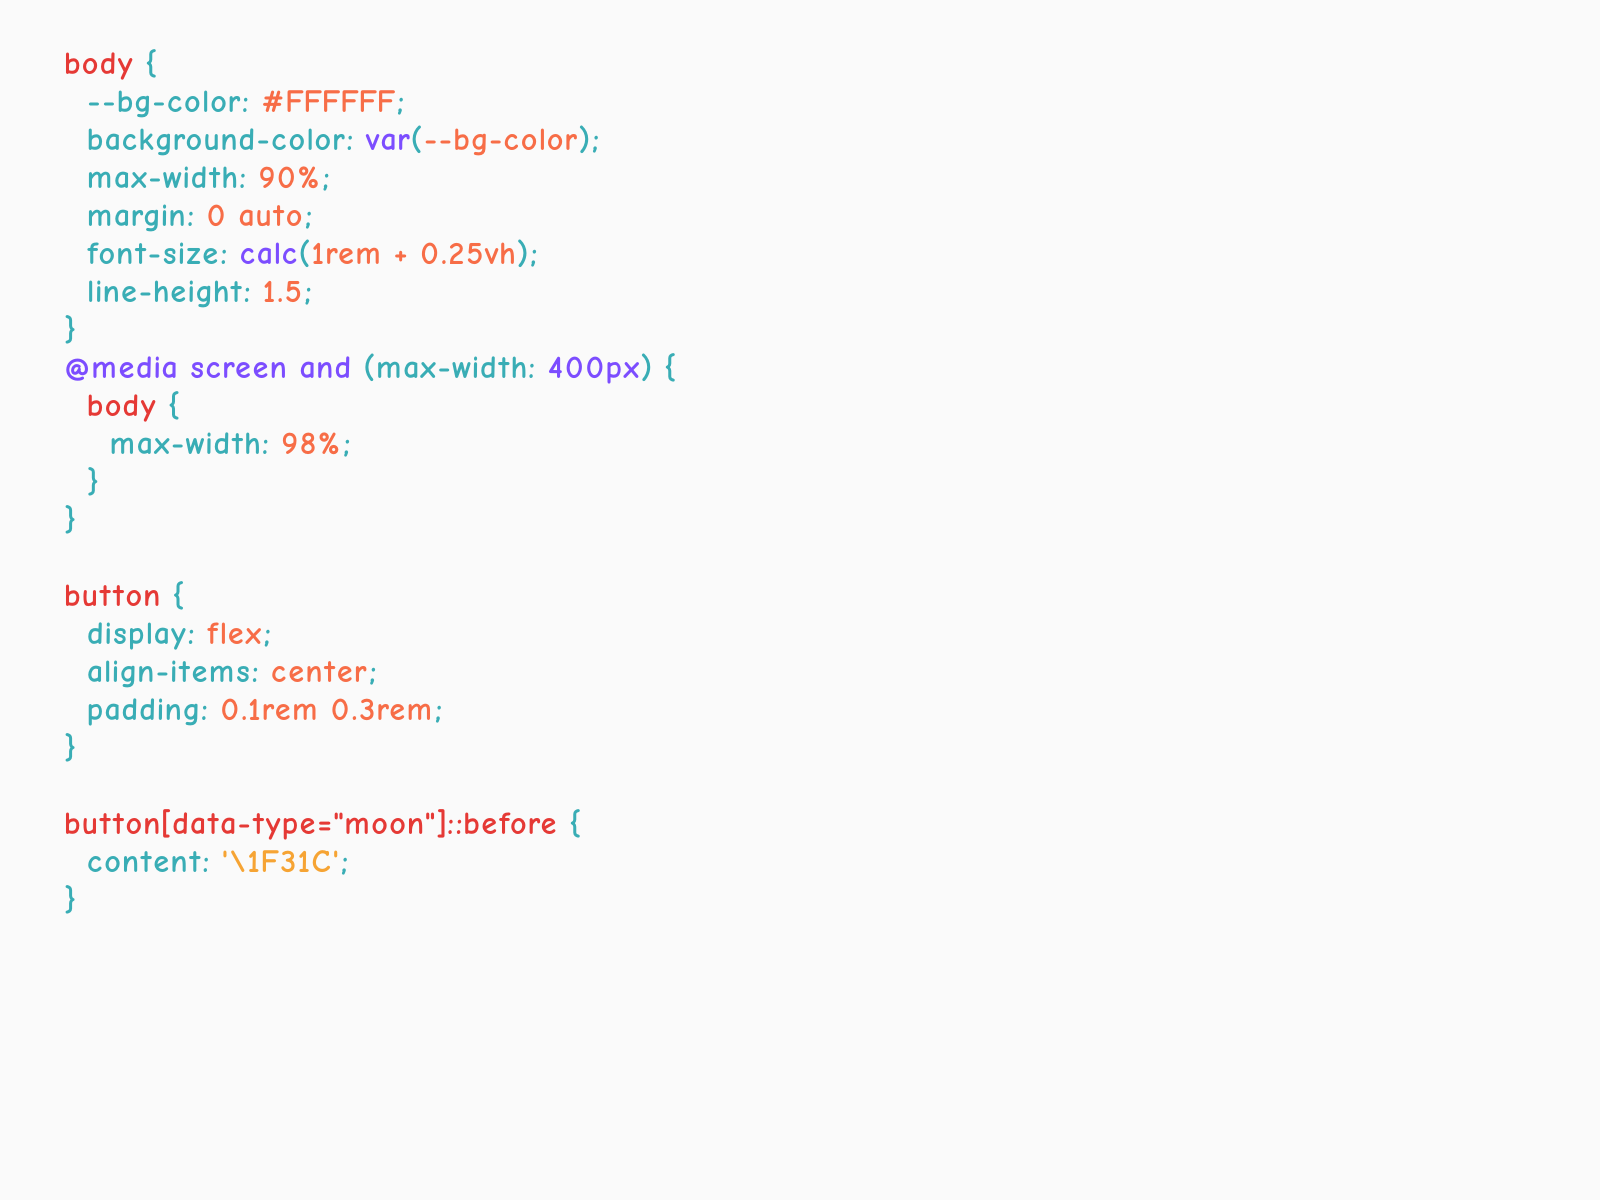 body {
  --bg-color: #FFFFFF;
  background-color: var(--bg-color);
  max-width: 90%;
  margin: 0 auto;
  font-size: calc(1rem + 0.25vh);
  line-height: 1.5;
}
@media screen and (max-width: 400px) {
  body {
    max-width: 98%;
  }
}

button {
  display: flex;
  align-items: center;
  padding: 0.1rem 0.3rem;
}

button[data-type="moon"]::before {
  content: '\1F31C';
}